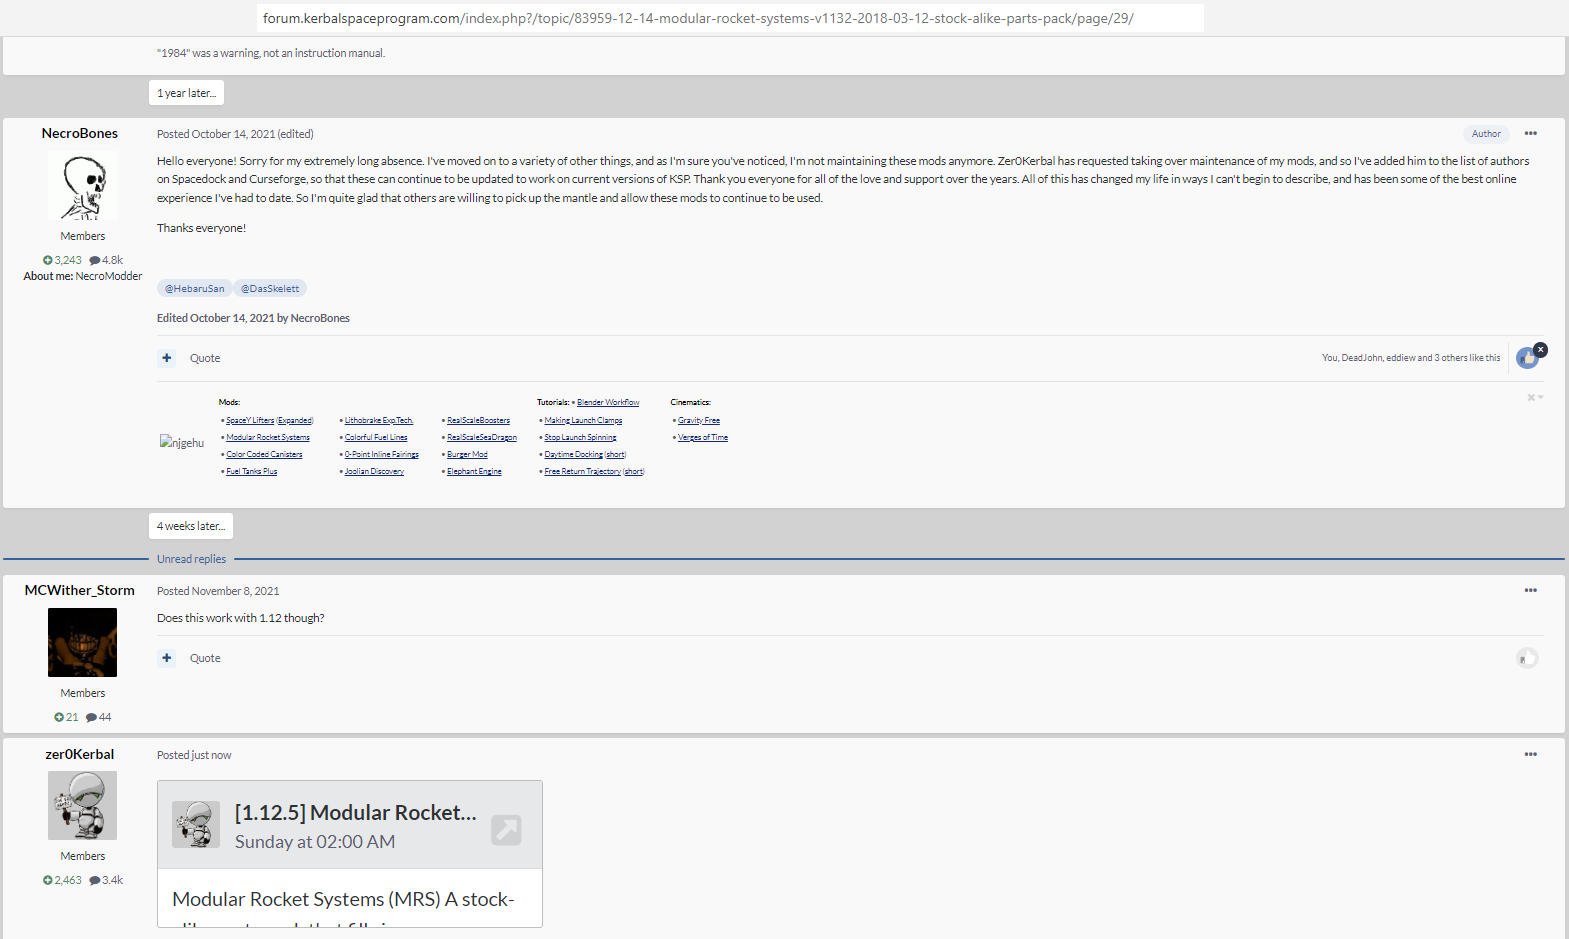 forum.kerbalspaceprogram.com/index.php?/topic/83959-12-14-modular-rocket-systems-v1132-2018-03-12-stock-alike-parts-pack/page/29/
"1984" was a warning, not an instruction manual.
1 year later...
NecroBones
Posted October 14, 2021 (edited)
Author
Hello everyone! Sorry for my extremely long absence. I've moved on to a variety of other things, and as I'm sure you've noticed, I'm not maintaining these mods anymore. Zer0Kerbal has requested taking over maintenance of my mods, and so I've added him to the list of authors
on Spacedock and Curseforge, so that these can continue to be updated to work on current versions of KSP. Thank you everyone for all of the love and support over the years. All of this has changed my life in ways I can't begin to describe, and has been some of the best online
experience I've had to date. So I'm quite glad that others are willing to pick up the mantle and allow these mods to continue to be used.
Thanks everyone!
Members
3,243 4.8k
About me: NecroModder
@HebaruSan @DasSkelett
Edited October 14, 2021 by NecroBones
+ Quote
You, DeadJohn, eddiew and 3 others like this
Mods:
• SpaceY Lifters (Expanded)
• Modular Rocket Systems
• Color Coded Canisters
• Fuel Tanks Plus
• Lithobrake Exp.Tech.
• Colorful Fuel Lines
• 0-Point Inline Fairings
• Joolian Discovery
• RealScaleBoosters
• RealScaleSeaDragon
• Burger Mod
• Elephant Engine
Tutorials: • Blender Workflow
• Making Launch Clamps
• Stop Launch Spinning
• Daytime Docking (short)
• Free Return Trajectory (short)
Cinematics:
• Gravity Free
• Verges of Time
njgehu
4 weeks later...
Unread replies
MCWither_Storm
Posted November 8, 2021
Does this work with 1.12 though?
+ Quote
Members
21 44
zer0Kerbal
Posted just now
Members
2,463 3.4k
[1.12.5] Modular Rocket...
Sunday at 02:00 AM
Modular Rocket Systems (MRS) A stock-